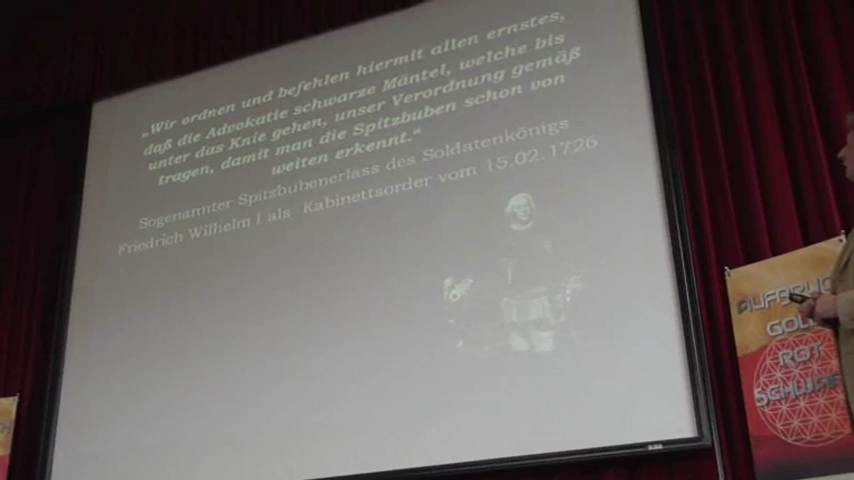 „Wir ordnen und befehlen hiermit allen ernstes,
daß die Advokatie schwarze Mäntel, welche bis
unter das Knie gehen, unser Verordnung gemäß
tragen, damit man die Spitzbuben schon von
weiten erkennt.“
Sogenannter Spitzbubenerlass des Soldatenkönigs
Friedrich Wilhelm I als Kabinettsorder vom 15.02.1726
AUFBRUCH
GOLD
ROT
SCHWARZ